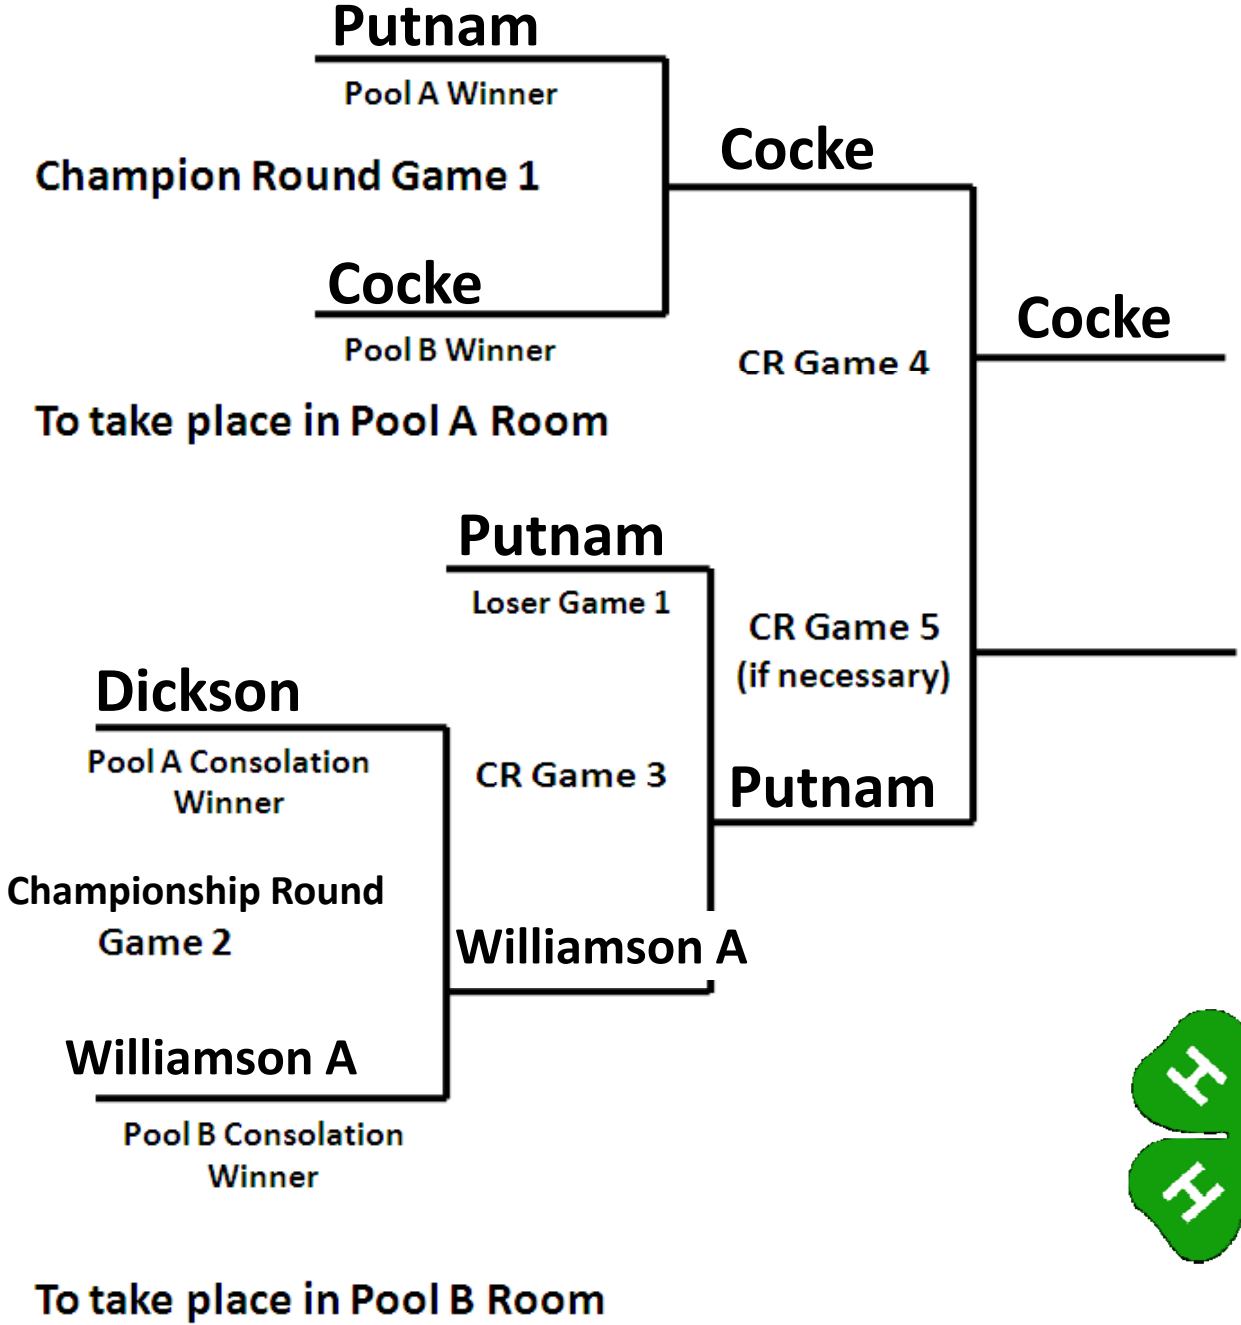 Putnam
Pool A Winner
Champion Round Game 1
Cocke
Cocke
Pool B Winner
CR Game 4
Cocke
To take place in Pool A Room
Putnam
Loser Game 1
CR Game 5
(if necessary)
Dickson
Pool A Consolation
Winner
CR Game 3
Putnam
Championship Round
Game 2
Williamson A
Williamson A
Pool B Consolation
Winner
H
H
To take place in Pool B Room